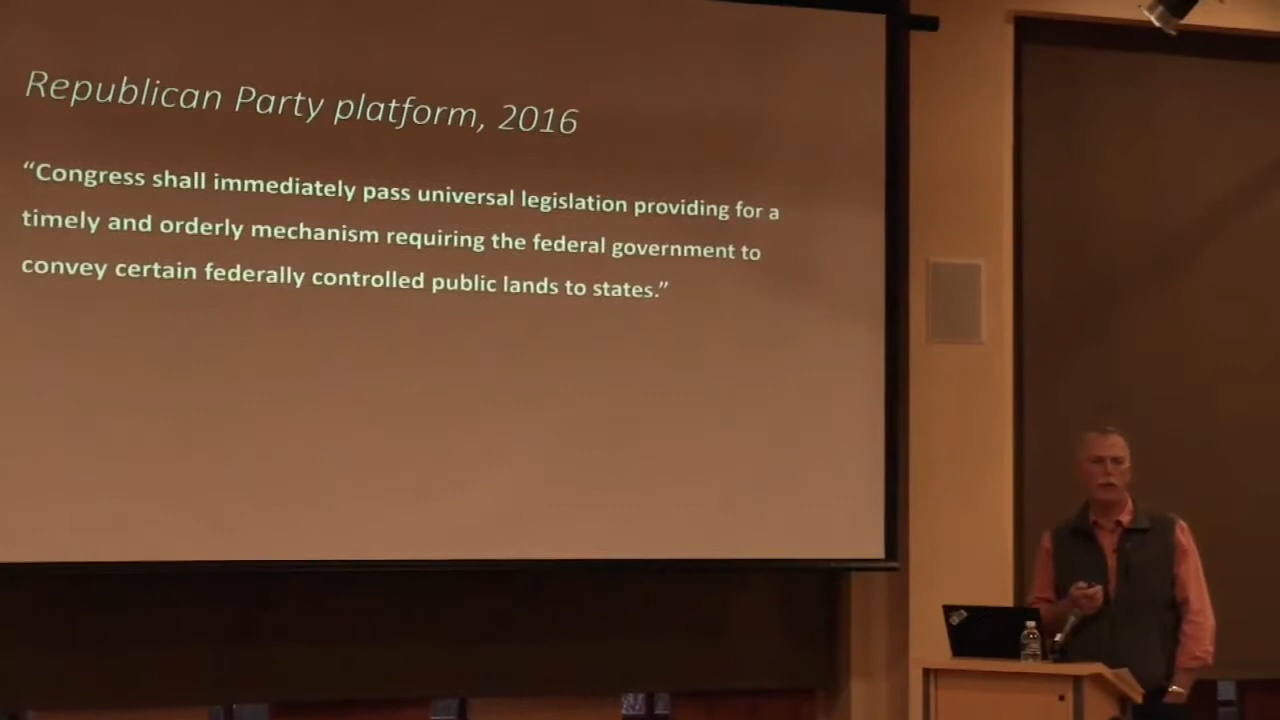 Republican Party platform, 2016
“Congress shall immediately pass universal legislation providing for a
timely and orderly mechanism requiring the federal government to
convey certain federally controlled public lands to states.”